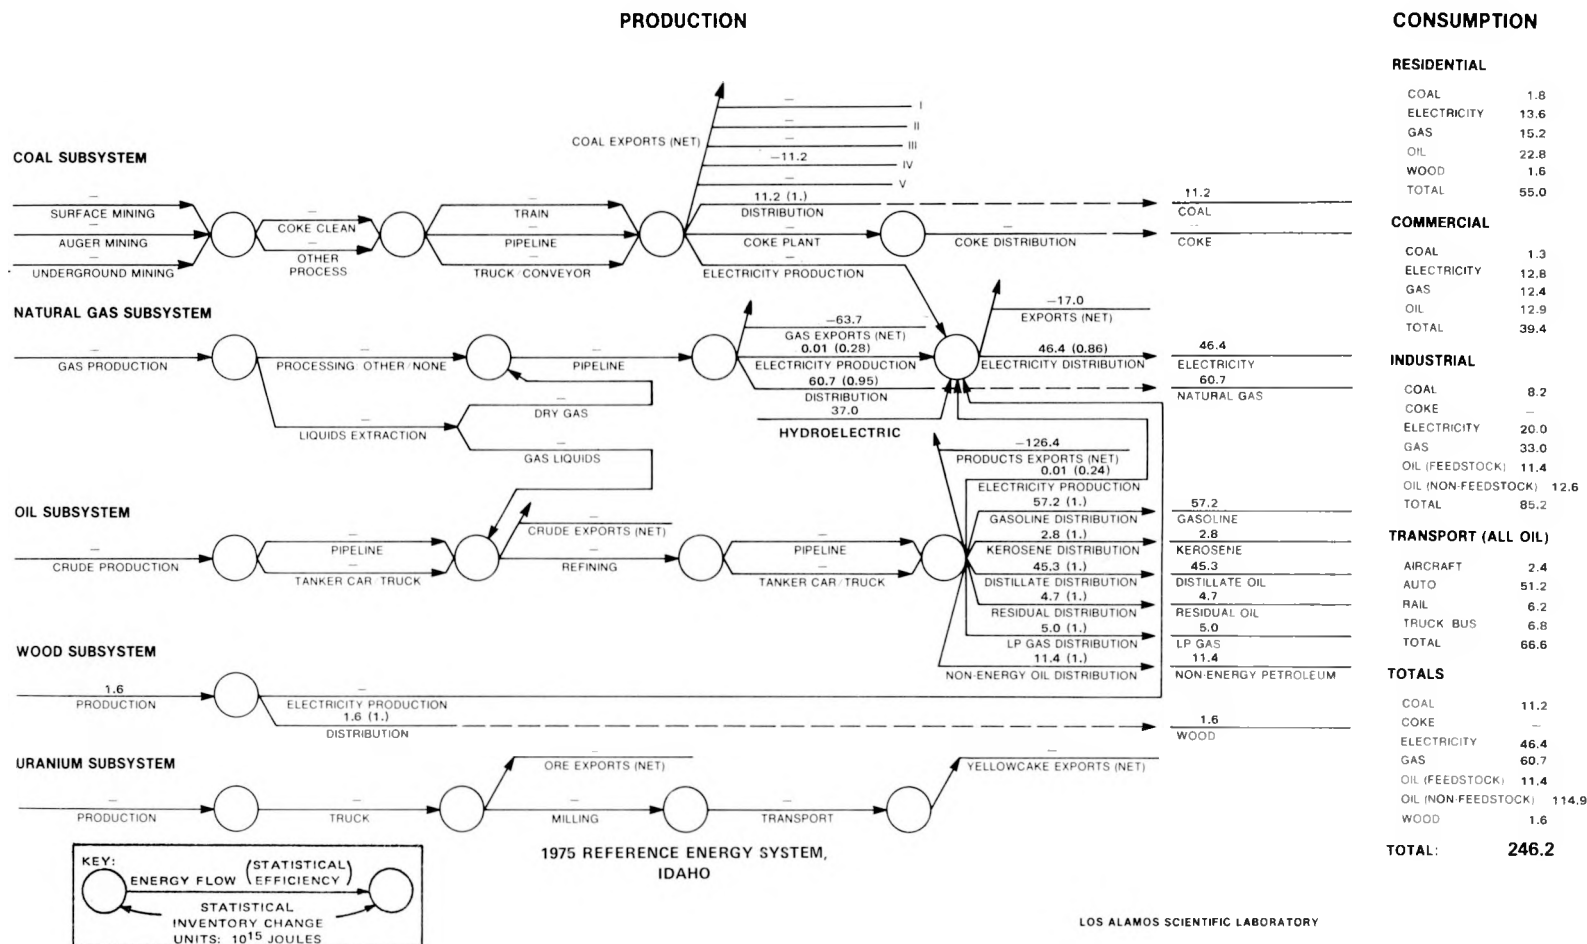 PRODUCTION
CONSUMPTION
COAL SUBSYSTEM
–
SURFACE MINING
–
AUGER MINING
–
UNDERGROUND MINING
–
COKE CLEAN
–
OTHER
PROCESS
–
TRAIN
–
PIPELINE
–
TRUCK/CONVEYOR
COAL EXPORTS (NET)
– I
– II
– III
–11.2 IV
– V
11.2 (1.)
DISTRIBUTION
–
COKE PLANT
–
ELECTRICITY PRODUCTION
–
COKE DISTRIBUTION
11.2
COAL
–
COKE
NATURAL GAS SUBSYSTEM
–
GAS PRODUCTION
–
PROCESSING OTHER/NONE
–
LIQUIDS EXTRACTION
–
DRY GAS
–
GAS LIQUIDS
–
PIPELINE
–63.7
GAS EXPORTS (NET)
0.01 (0.28)
ELECTRICITY PRODUCTION
60.7 (0.95)
DISTRIBUTION
37.0
HYDROELECTRIC
–17.0
EXPORTS (NET)
46.4 (0.86)
ELECTRICITY DISTRIBUTION
46.4
ELECTRICITY
60.7
NATURAL GAS
OIL SUBSYSTEM
–
CRUDE PRODUCTION
–
PIPELINE
–
TANKER CAR/TRUCK
–
CRUDE EXPORTS (NET)
–
REFINING
–
PIPELINE
–
TANKER CAR/TRUCK
–126.4
PRODUCTS EXPORTS (NET)
0.01 (0.24)
ELECTRICITY PRODUCTION
57.2 (1.)
GASOLINE DISTRIBUTION
2.8 (1.)
KEROSENE DISTRIBUTION
45.3 (1.)
DISTILLATE DISTRIBUTION
4.7 (1.)
RESIDUAL DISTRIBUTION
5.0 (1.)
LP GAS DISTRIBUTION
11.4 (1.)
NON-ENERGY OIL DISTRIBUTION
57.2
GASOLINE
2.8
KEROSENE
45.3
DISTILLATE OIL
4.7
RESIDUAL OIL
5.0
LP GAS
11.4
NON-ENERGY PETROLEUM
WOOD SUBSYSTEM
1.6
PRODUCTION
–
ELECTRICITY PRODUCTION
1.6 (1.)
DISTRIBUTION
1.6
WOOD
URANIUM SUBSYSTEM
–
PRODUCTION
–
TRUCK
–
ORE EXPORTS (NET)
–
MILLING
–
TRANSPORT
–
YELLOWCAKE EXPORTS (NET)
KEY:
ENERGY FLOW (STATISTICAL EFFICIENCY)
STATISTICAL
INVENTORY CHANGE
UNITS: 10¹⁵ JOULES
1975 REFERENCE ENERGY SYSTEM,
IDAHO
LOS ALAMOS SCIENTIFIC LABORATORY
RESIDENTIAL
COAL 1.8
ELECTRICITY 13.6
GAS 15.2
OIL 22.8
WOOD 1.6
TOTAL 55.0
COMMERCIAL
COAL 1.3
ELECTRICITY 12.8
GAS 12.4
OIL 12.9
TOTAL 39.4
INDUSTRIAL
COAL 8.2
COKE –
ELECTRICITY 20.0
GAS 33.0
OIL (FEEDSTOCK) 11.4
OIL (NON-FEEDSTOCK) 12.6
TOTAL 85.2
TRANSPORT (ALL OIL)
AIRCRAFT 2.4
AUTO 51.2
RAIL 6.2
TRUCK BUS 6.8
TOTAL 66.6
TOTALS
COAL 11.2
COKE –
ELECTRICITY 46.4
GAS 60.7
OIL (FEEDSTOCK) 11.4
OIL (NON-FEEDSTOCK) 114.9
WOOD 1.6
TOTAL: 246.2